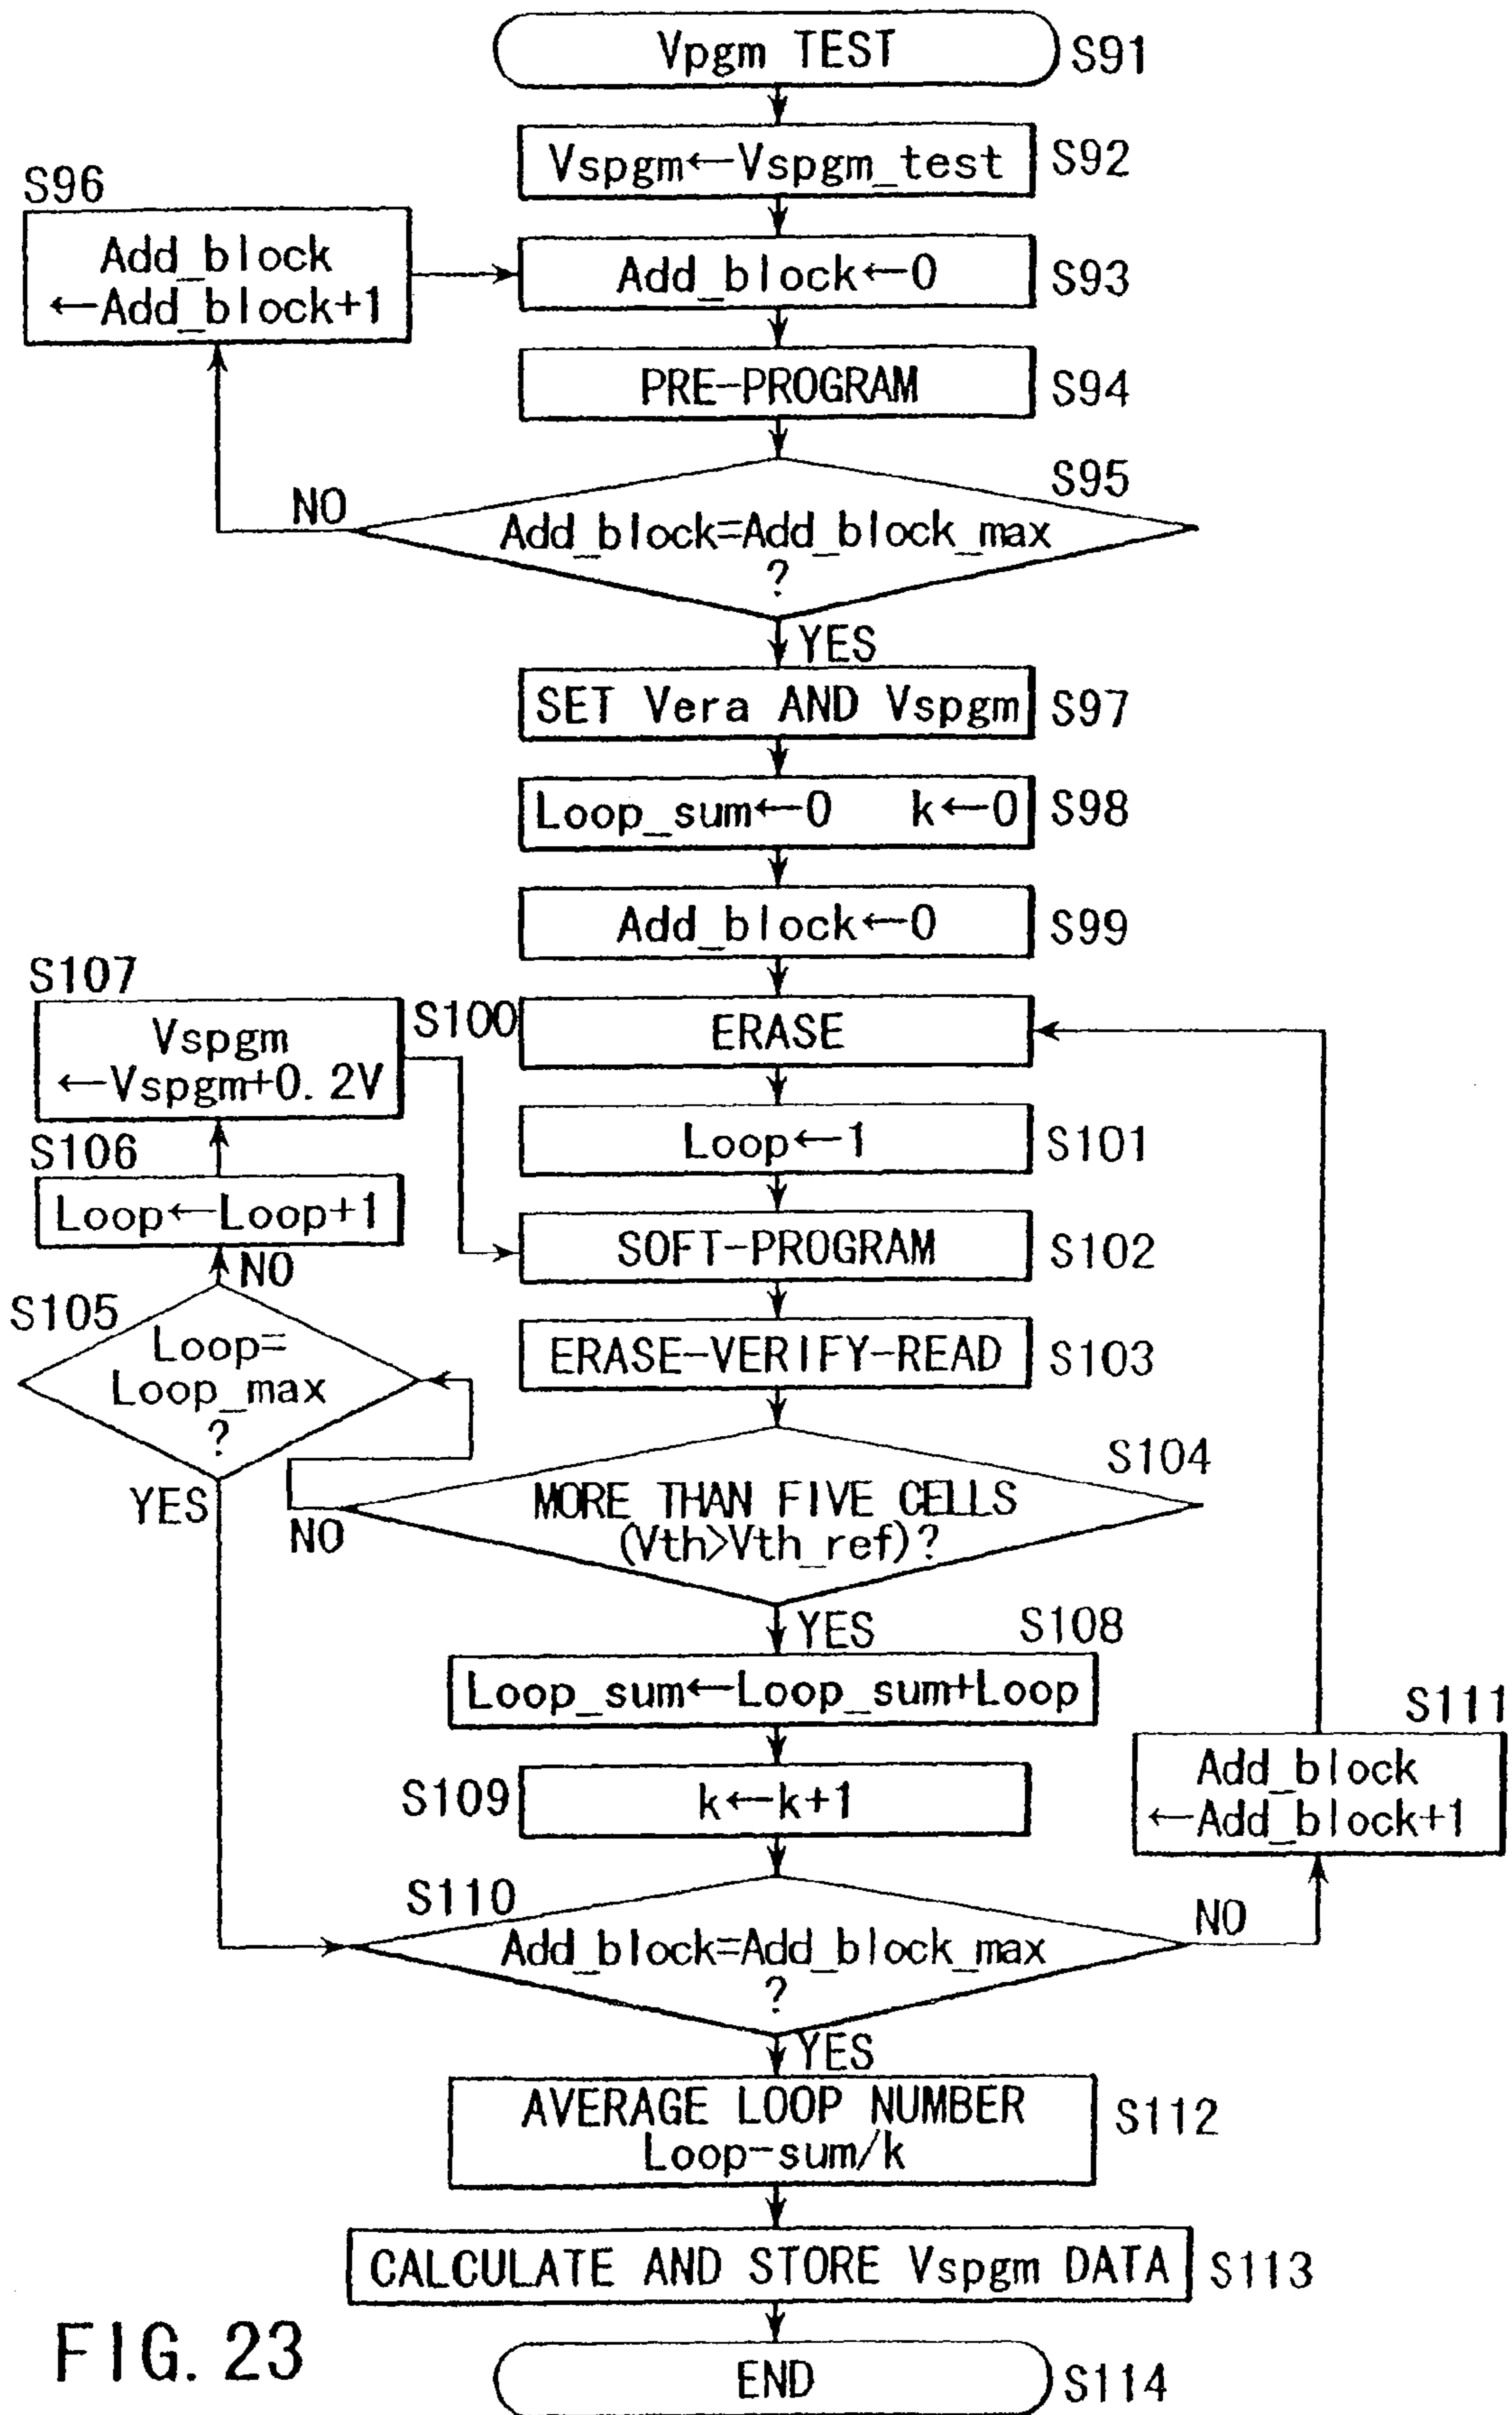 Vpgm TEST
S91
Vspgm←Vspgm_test
S92
S96
Add_block
←Add_block+1
Add_block←0
S93
PRE-PROGRAM
S94
S95
NO
Add_block=Add_block_max
?
YES
SET Vera AND Vspgm
S97
Loop_sum←0 k←0
S98
Add_block←0
S99
S107
Vspgm
←Vspgm+0.2V
S100
ERASE
Loop←1
S101
S106
Loop←Loop+1
SOFT-PROGRAM
S102
NO
S105
Loop=
Loop_max
?
YES
ERASE-VERIFY-READ
S103
S104
MORE THAN FIVE CELLS
(Vth>Vth_ref)?
NO
YES
S108
Loop_sum←Loop_sum+Loop
S111
Add_block
←Add_block+1
S109
k←k+1
S110
Add_block=Add_block_max
?
NO
YES
AVERAGE LOOP NUMBER
Loop-sum/k
S112
CALCULATE AND STORE Vspgm DATA
S113
END
S114
FIG. 23